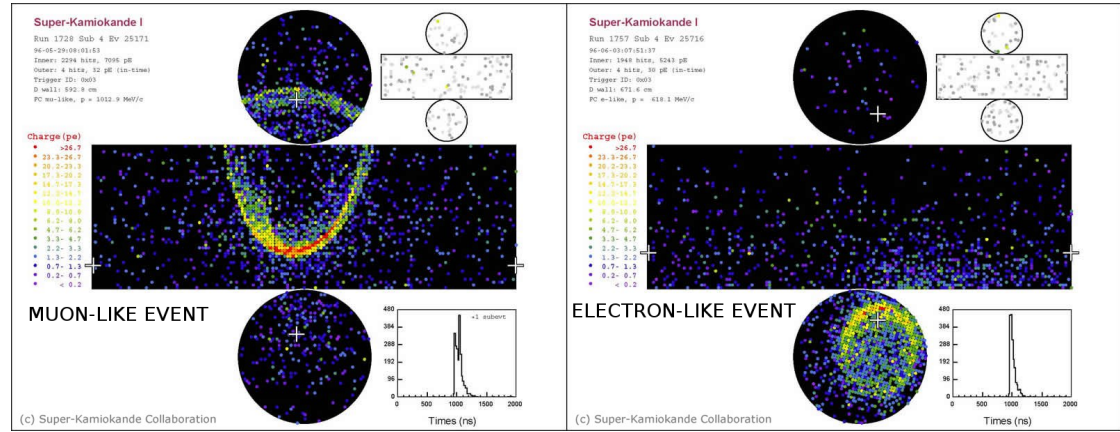 Super-Kamiokande I
Run 1728 Sub 4 Ev 25171
96-05-29:08:01:53
Inner: 2294 hits, 7095 pE
Outer: 4 hits, 32 pE (in-time)
Trigger ID: 0x03
D wall: 592.8 cm
FC mu-like, p = 1012.9 MeV/c
Charge(pe)
>26.7
23.3-26.7
20.2-23.3
17.3-20.2
14.7-17.3
12.2-14.7
10.0-12.2
8.0-10.0
6.2- 8.0
4.7- 6.2
3.3- 4.7
2.2- 3.3
1.3- 2.2
0.7- 1.3
0.2- 0.7
< 0.2
MUON-LIKE EVENT
+1 subevt
480
384
288
192
96
0
0 500 1000 1500 2000
Times (ns)
(c) Super-Kamiokande Collaboration
Super-Kamiokande I
Run 1757 Sub 4 Ev 25716
96-06-03:07:51:37
Inner: 1948 hits, 5243 pE
Outer: 4 hits, 30 pE (in-time)
Trigger ID: 0x03
D wall: 671.6 cm
FC e-like, p = 618.1 MeV/c
Charge(pe)
>26.7
23.3-26.7
20.2-23.3
17.3-20.2
14.7-17.3
12.2-14.7
10.0-12.2
8.0-10.0
6.2- 8.0
4.7- 6.2
3.3- 4.7
2.2- 3.3
1.3- 2.2
0.7- 1.3
0.2- 0.7
< 0.2
ELECTRON-LIKE EVENT
480
384
288
192
96
0
0 500 1000 1500 2000
Times (ns)
(c) Super-Kamiokande Collaboration